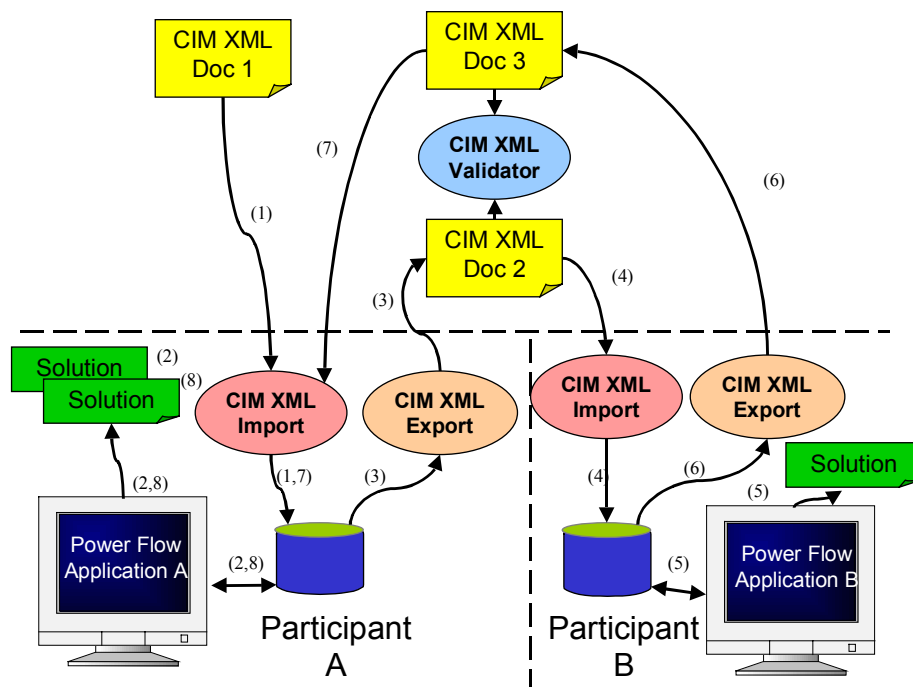 CIM XML
Doc 1
CIM XML
Doc 3
(7)
CIM XML
Validator
(6)
(1)
CIM XML
Doc 2
(4)
(3)
Solution
(2)
Solution
(8)
CIM XML
Import
CIM XML
Export
CIM XML
Import
CIM XML
Export
Solution
(2,8)
(1,7)
(3)
(4)
(6)
(5)
Power Flow
Application A
(2,8)
Power Flow
Application B
(5)
Participant
A
Participant
B